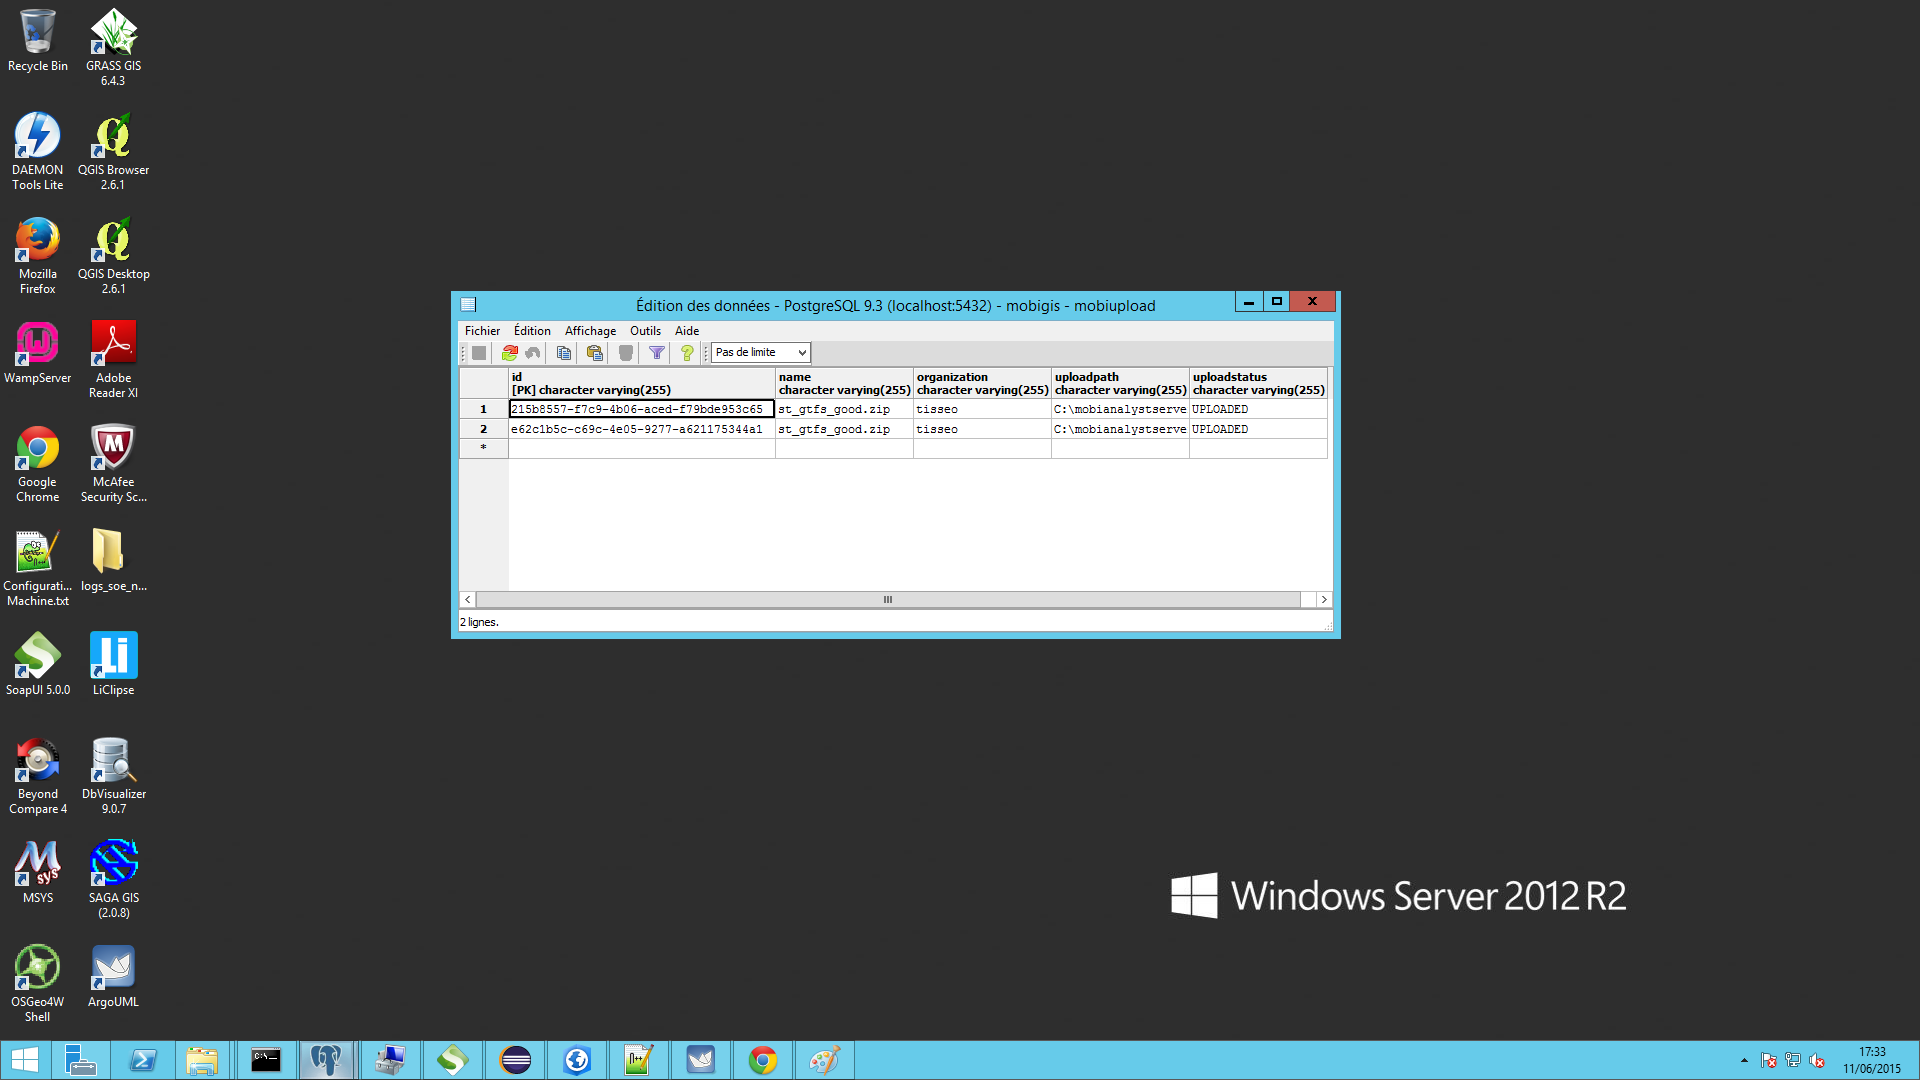 Recycle Bin
GRASS GIS
6.4.3
DAEMON
Tools Lite
QGIS Browser
2.6.1
Mozilla
Firefox
QGIS Desktop
2.6.1
WampServer
Adobe
Reader XI
Google
Chrome
McAfee
Security Sc...
Configurati...
Machine.txt
logs_soe_n...
SoapUI 5.0.0
LiClipse
Beyond
Compare 4
DbVisualizer
9.0.7
MSYS
SAGA GIS
(2.0.8)
OSGeo4W
Shell
ArgoUML
Édition des données - PostgreSQL 9.3 (localhost:5432) - mobigis - mobiupload
Fichier Édition Affichage Outils Aide
Pas de limite
id name organization uploadpath uploadstatus
[PK] character varying(255) character varying(255) character varying(255) character varying(255) character varying(255)
1 215b8557-f7c9-4b06-aced-f79bde953c65 st_gtfs_good.zip tisseo C:\mobianalystserve UPLOADED
2 e62c1b5c-c69c-4e05-9277-a621175344a1 st_gtfs_good.zip tisseo C:\mobianalystserve UPLOADED
*
2 lignes.
Windows Server 2012 R2
17:33
11/06/2015